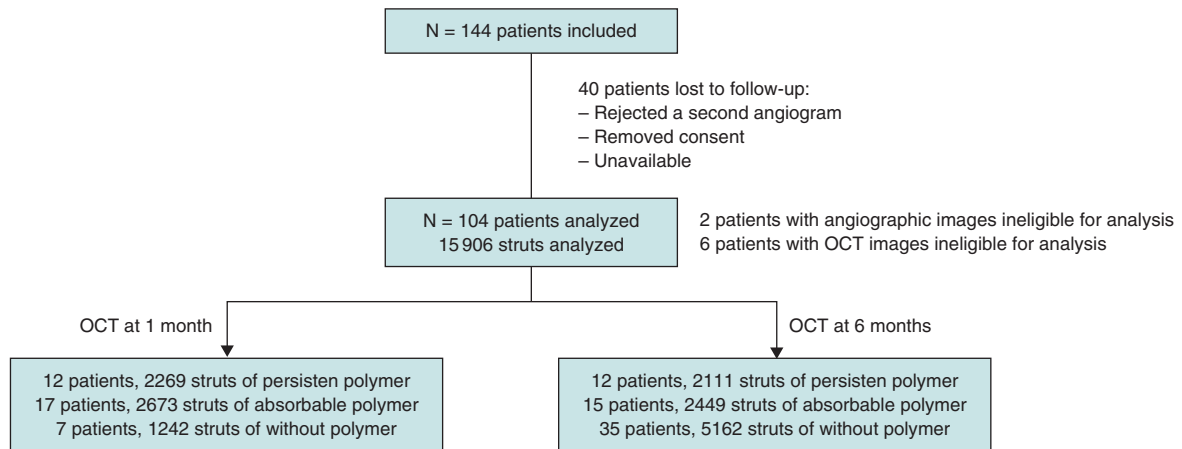 N = 144 patients included
40 patients lost to follow-up:
– Rejected a second angiogram
– Removed consent
– Unavailable
N = 104 patients analyzed
15 906 struts analyzed
2 patients with angiographic images ineligible for analysis
6 patients with OCT images ineligible for analysis
OCT at 1 month
OCT at 6 months
12 patients, 2269 struts of persisten polymer
17 patients, 2673 struts of absorbable polymer
7 patients, 1242 struts of without polymer
12 patients, 2111 struts of persisten polymer
15 patients, 2449 struts of absorbable polymer
35 patients, 5162 struts of without polymer